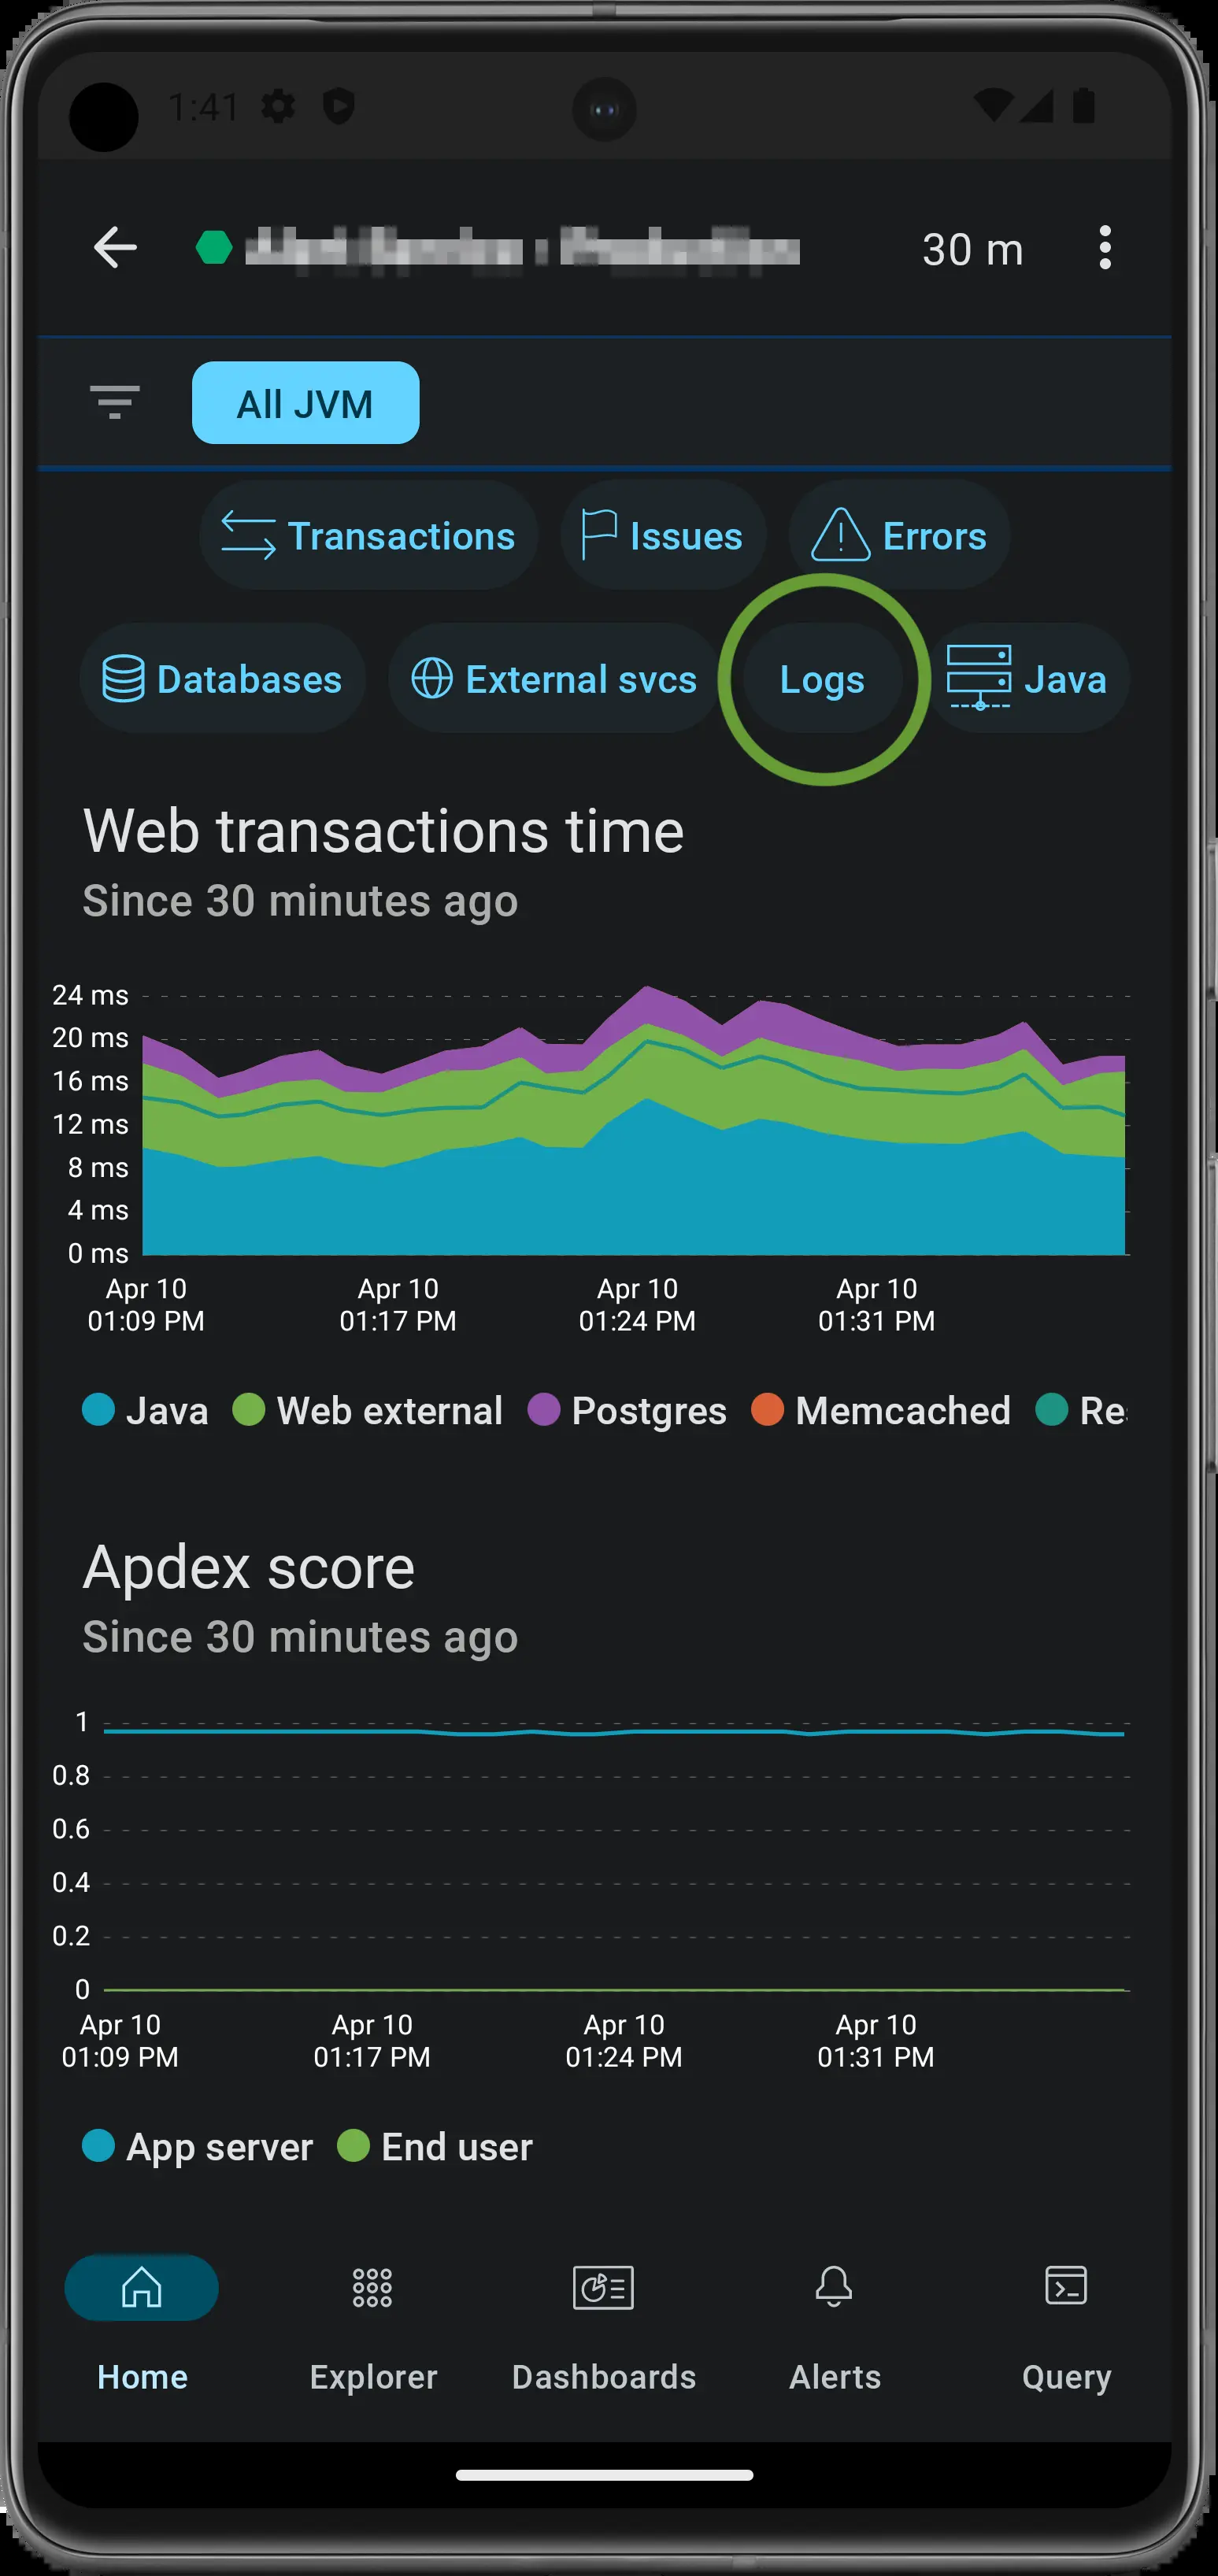 1:41
30 m
All JVM
Transactions Issues Errors
Databases External svcs Logs Java
Web transactions time
Since 30 minutes ago
24 ms
20 ms
16 ms
12 ms
8 ms
4 ms
0 ms
Apr 10 Apr 10 Apr 10 Apr 10
01:09 PM 01:17 PM 01:24 PM 01:31 PM
Java Web external Postgres Memcached
Apdex score
Since 30 minutes ago
1
0.8
0.6
0.4
0.2
0
Apr 10 Apr 10 Apr 10 Apr 10
01:09 PM 01:17 PM 01:24 PM 01:31 PM
App server End user
Home Explorer Dashboards Alerts Query